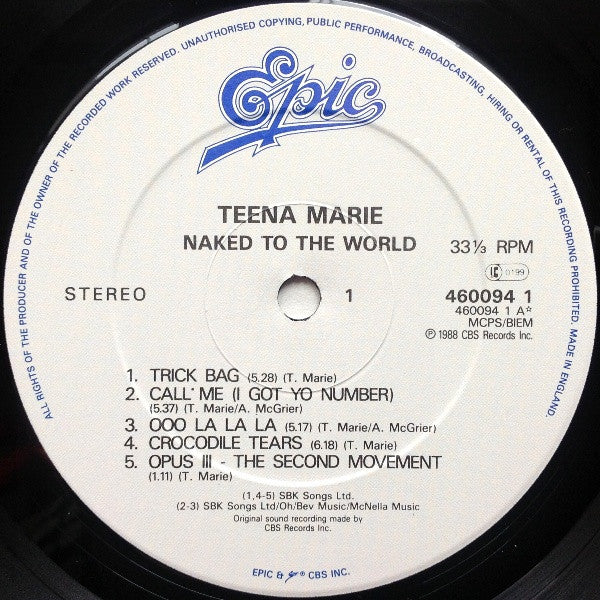 ALL RIGHTS OF THE PRODUCER AND OF THE OWNER OF THE RECORDED WORK RESERVED. UNAUTHORISED COPYING, PUBLIC PERFORMANCE, BROADCASTING, HIRING OR RENTAL OF THIS RECORDING PROHIBITED. MADE IN ENGLAND.
Epic
TEENA MARIE
NAKED TO THE WORLD
33⅓ RPM
LC 0199
STEREO
1
460094 1
460094 1 A☆
MCPS/BIEM
℗ 1988 CBS Records Inc.
1. TRICK BAG (5.28) (T. Marie)
2. CALL ME (I GOT YO NUMBER)
(5.37) (T. Marie/A. McGrier)
3. OOO LA LA LA (5.17) (T. Marie/A. McGrier)
4. CROCODILE TEARS (6.18) (T. Marie)
5. OPUS III - THE SECOND MOVEMENT
(1.11) (T. Marie)
(1,4-5) SBK Songs Ltd.
(2-3) SBK Songs Ltd/Oh/Bev Music/McNella Music
Original sound recording made by
CBS Records Inc.
EPIC & ® CBS INC.